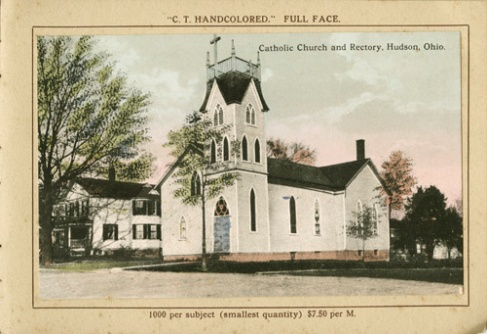 "C. T. HANDCOLORED." FULL FACE.
Catholic Church and Rectory, Hudson, Ohio.
1000 per subject (smallest quantity) $7.50 per M.